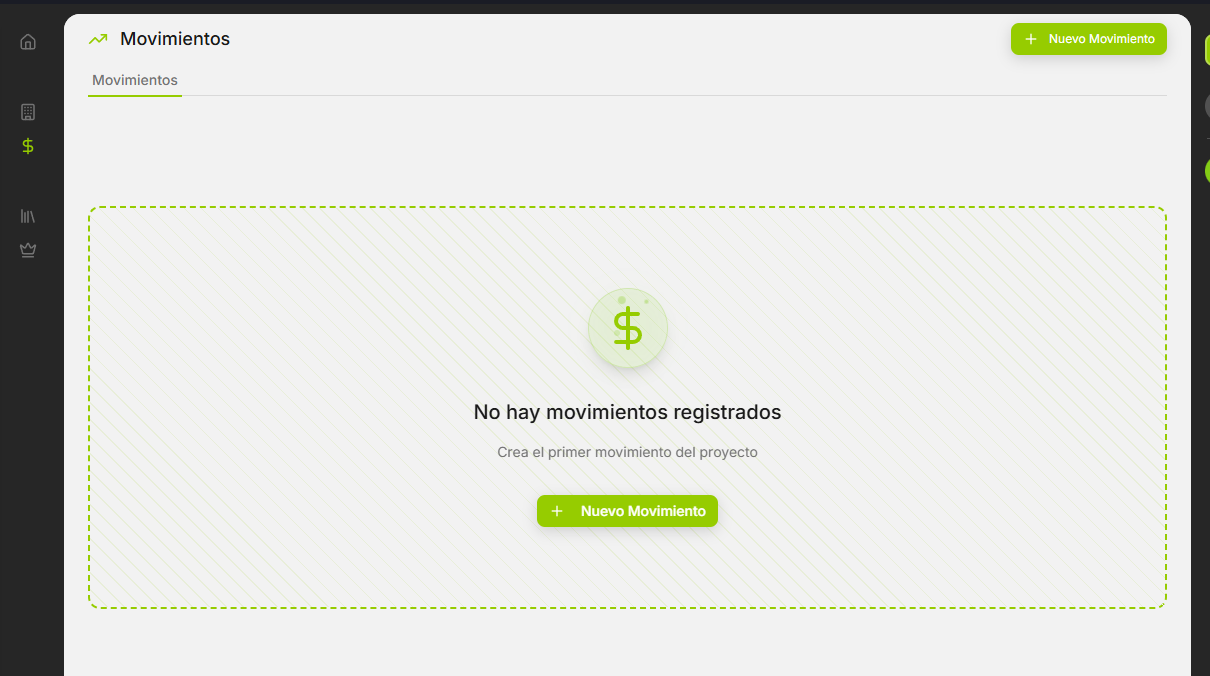 Movimientos
Nuevo Movimiento
Movimientos
No hay movimientos registrados
Crea el primer movimiento del proyecto
Nuevo Movimiento